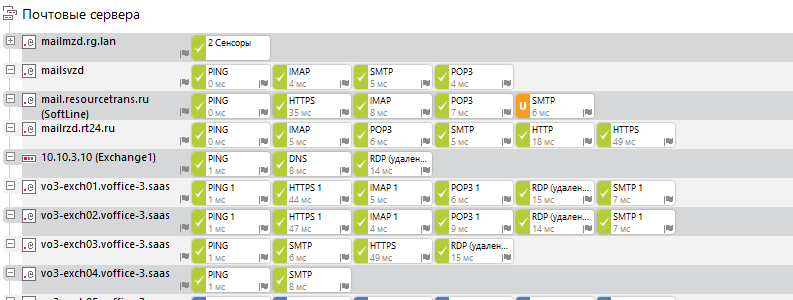 Почтовые сервера
mailmzd.rg.lan
2 Сенсоры
mailsvzd
PING IMAP SMTP POP3
0 мс 4 мс 5 мс 4 мс
mail.resourcetrans.ru
(SoftLine)
PING HTTPS IMAP POP3 U SMTP
0 мс 35 мс 8 мс 7 мс 6 мс
mailrzd.rt24.ru
PING IMAP POP3 SMTP HTTP HTTPS
0 мс 5 мс 6 мс 5 мс 18 мс 49 мс
10.10.3.10 (Exchange1)
PING DNS RDP (удален...
1 мс 8 мс 14 мс
vo3-exch01.voffice-3.saas
PING 1 HTTPS 1 IMAP 1 POP3 1 RDP (удален... SMTP 1
1 мс 44 мс 5 мс 6 мс 15 мс 7 мс
vo3-exch02.voffice-3.saas
PING 1 HTTPS 1 IMAP 1 POP3 1 RDP (удален... SMTP 1
1 мс 47 мс 4 мс 9 мс 14 мс 7 мс
vo3-exch03.voffice-3.saas
PING SMTP HTTPS RDP (удален...
1 мс 6 мс 49 мс 15 мс
vo3-exch04.voffice-3.saas
PING SMTP
1 мс 8 мс